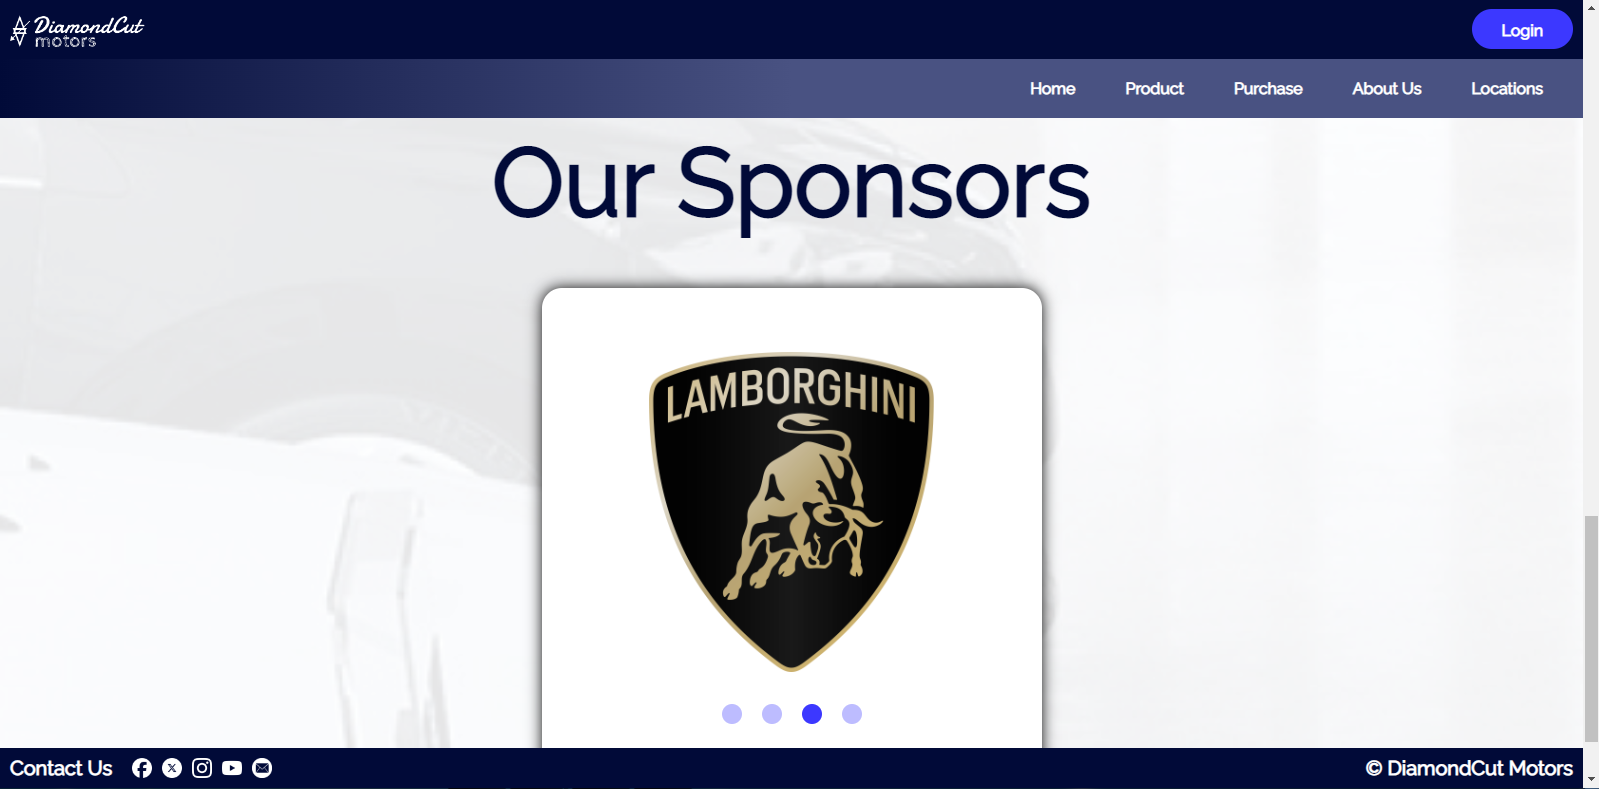 DiamondCut
motors
Login
Home Product Purchase About Us Locations
Our Sponsors
LAMBORGHINI
Contact Us
© DiamondCut Motors